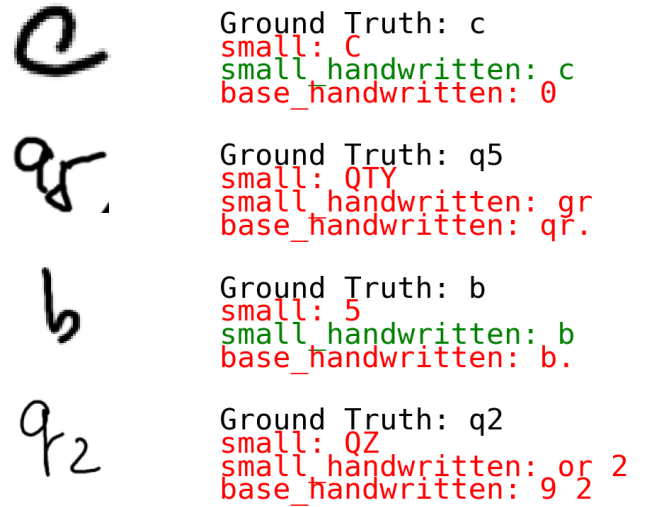 c
Ground Truth: c
small: C
small_handwritten: c
base_handwritten: 0
q5
Ground Truth: q5
small: QTY
small_handwritten: gr
base_handwritten: qr.
b
Ground Truth: b
small: 5
small_handwritten: b
base_handwritten: b.
q2
Ground Truth: q2
small: QZ
small_handwritten: or 2
base_handwritten: 9 2